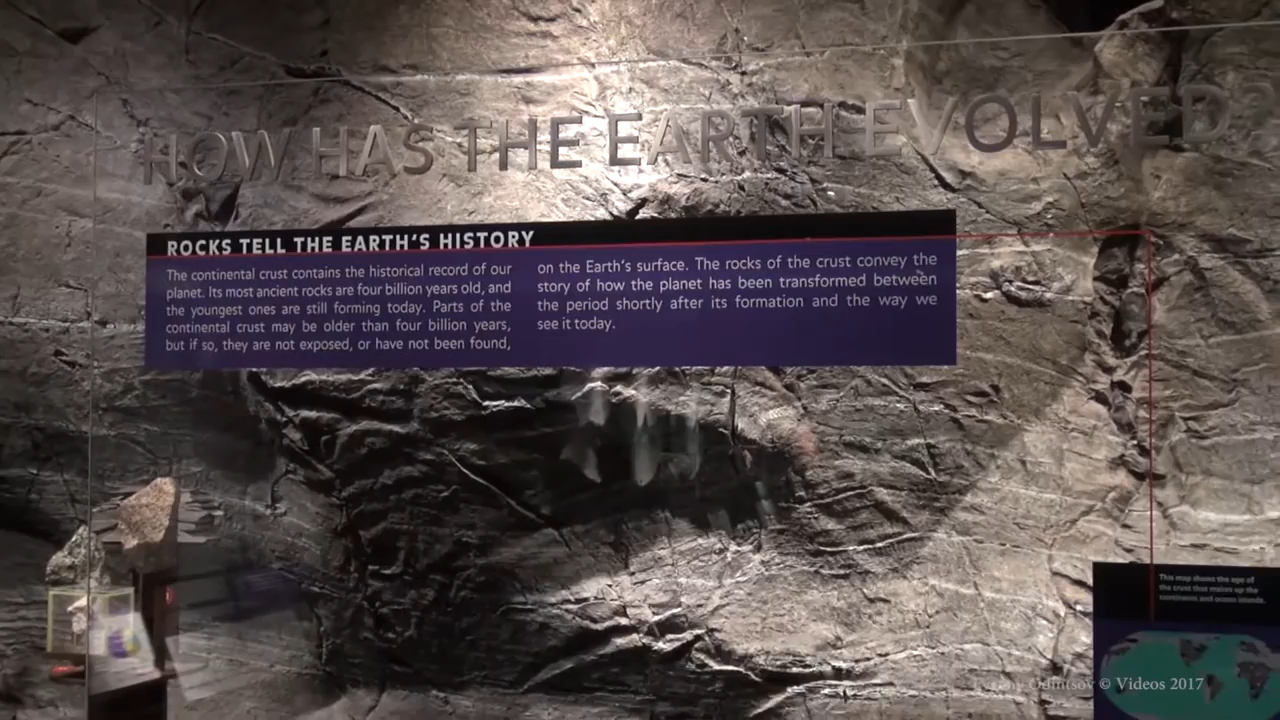 HOW HAS THE EARTH EVOLVED?
ROCKS TELL THE EARTH'S HISTORY
The continental crust contains the historical record of our
planet. Its most ancient rocks are four billion years old, and
the youngest ones are still forming today. Parts of the
continental crust may be older than four billion years,
but if so, they are not exposed, or have not been found,
on the Earth's surface. The rocks of the crust convey the
story of how the planet has been transformed between
the period shortly after its formation and the way we
see it today.
This map shows the age of
the crust that makes up the
continents and ocean islands.
Odintsov © Videos 2017